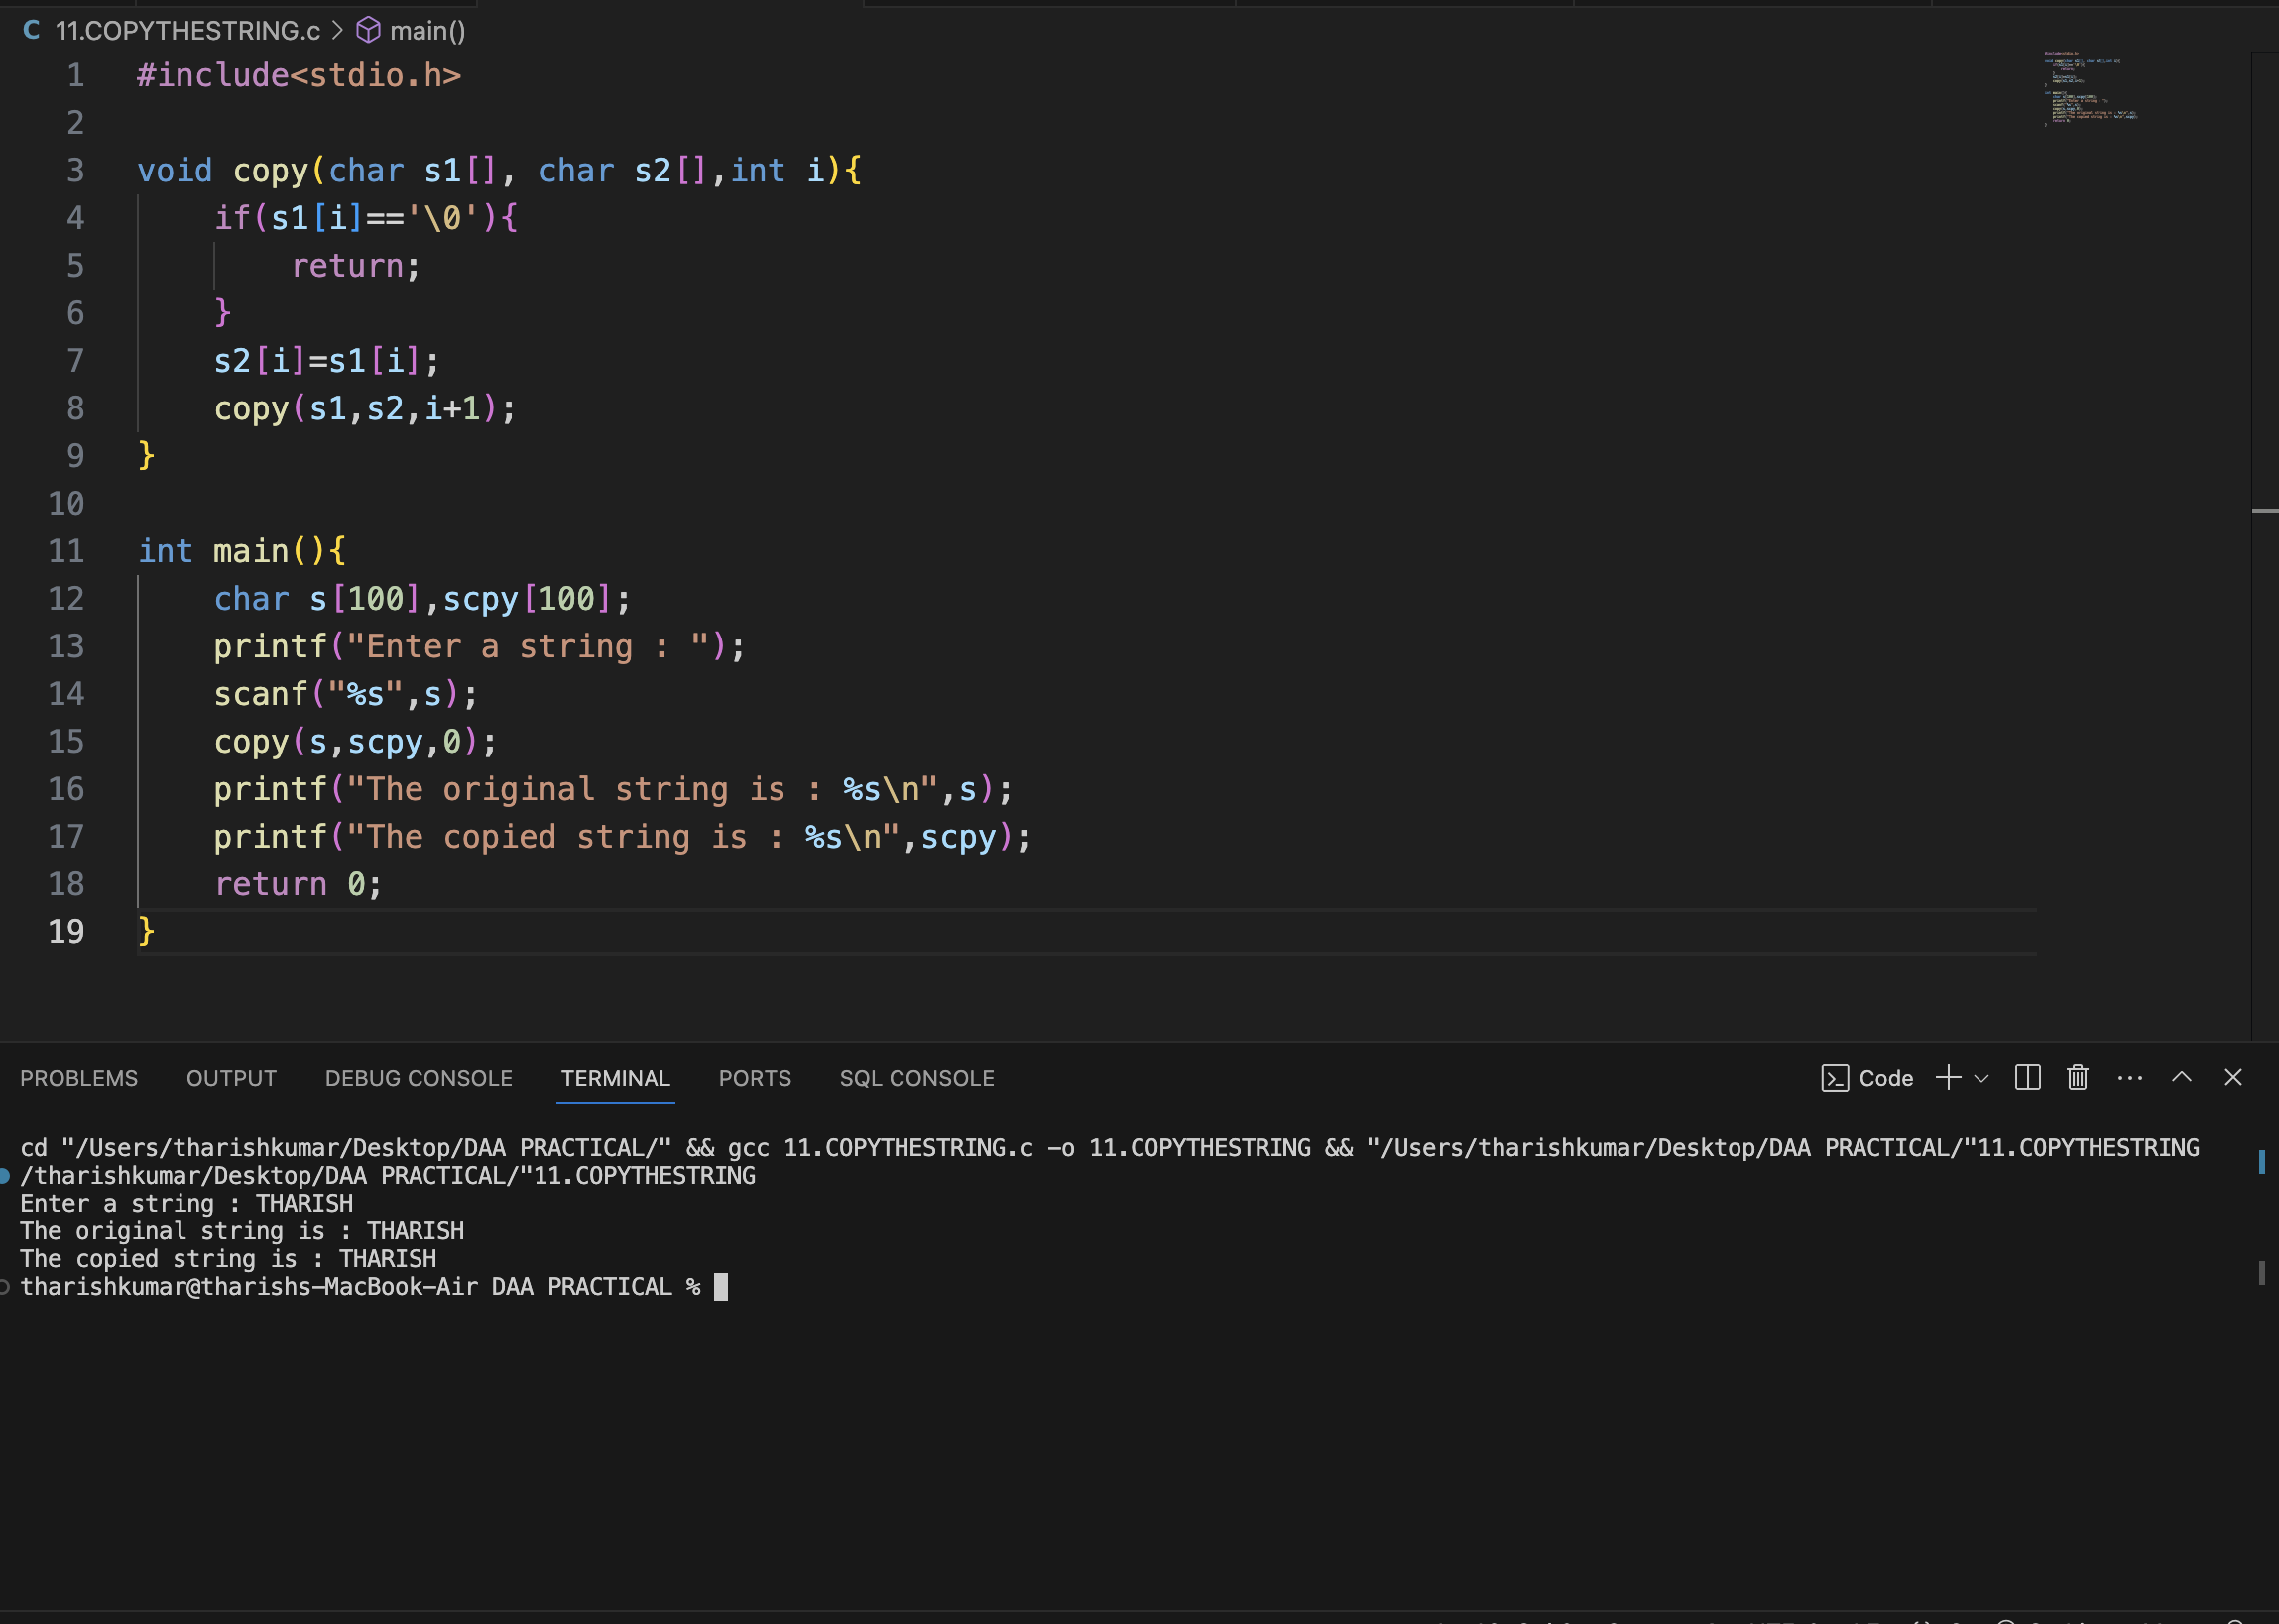 C 11.COPYTHESTRING.c > main()
1 #include<stdio.h>
2
3 void copy(char s1[], char s2[],int i){
4     if(s1[i]=='\0'){
5         return;
6     }
7     s2[i]=s1[i];
8     copy(s1,s2,i+1);
9 }
10
11 int main(){
12     char s[100],scpy[100];
13     printf("Enter a string : ");
14     scanf("%s",s);
15     copy(s,scpy,0);
16     printf("The original string is : %s\n",s);
17     printf("The copied string is : %s\n",scpy);
18     return 0;
19 }
PROBLEMS OUTPUT DEBUG CONSOLE TERMINAL PORTS SQL CONSOLE Code
cd "/Users/tharishkumar/Desktop/DAA PRACTICAL/" && gcc 11.COPYTHESTRING.c -o 11.COPYTHESTRING && "/Users/tharishkumar/Desktop/DAA PRACTICAL/"11.COPYTHESTRING
/tharishkumar/Desktop/DAA PRACTICAL/"11.COPYTHESTRING
Enter a string : THARISH
The original string is : THARISH
The copied string is : THARISH
tharishkumar@tharishs-MacBook-Air DAA PRACTICAL %